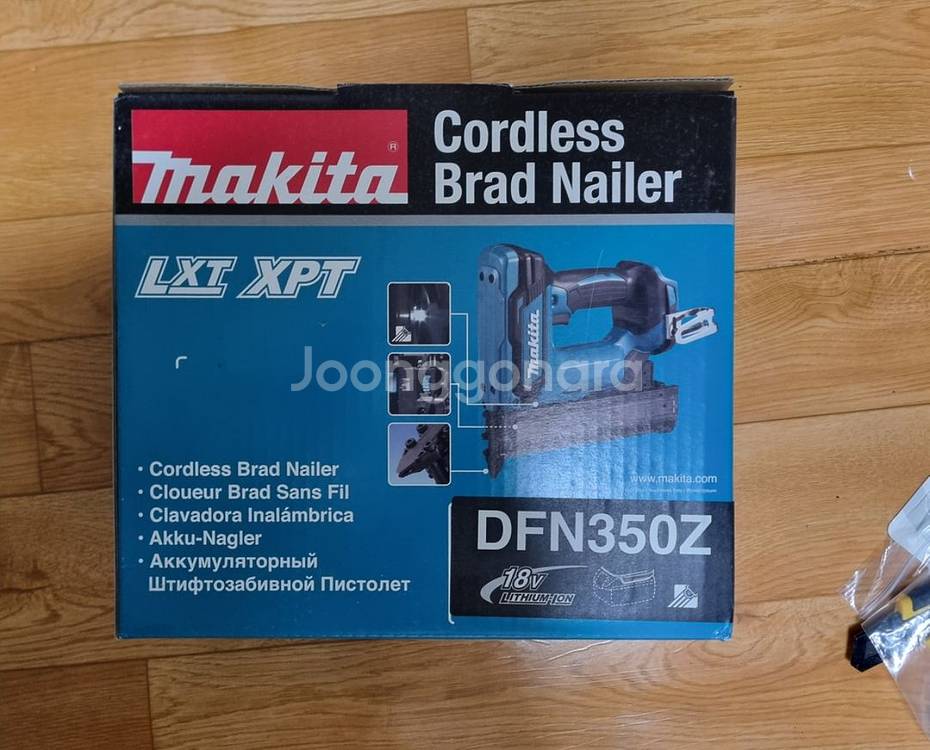 makita
Cordless
Brad Nailer
LXT XPT
makita
Joonggonara
• Cordless Brad Nailer
• Cloueur Brad Sans Fil
• Clavadora Inalámbrica
• Akku-Nagler
• Аккумуляторный
Штифтозабивной Пистолет
www.makita.com
DFN350Z
18V
LITHIUM-ION